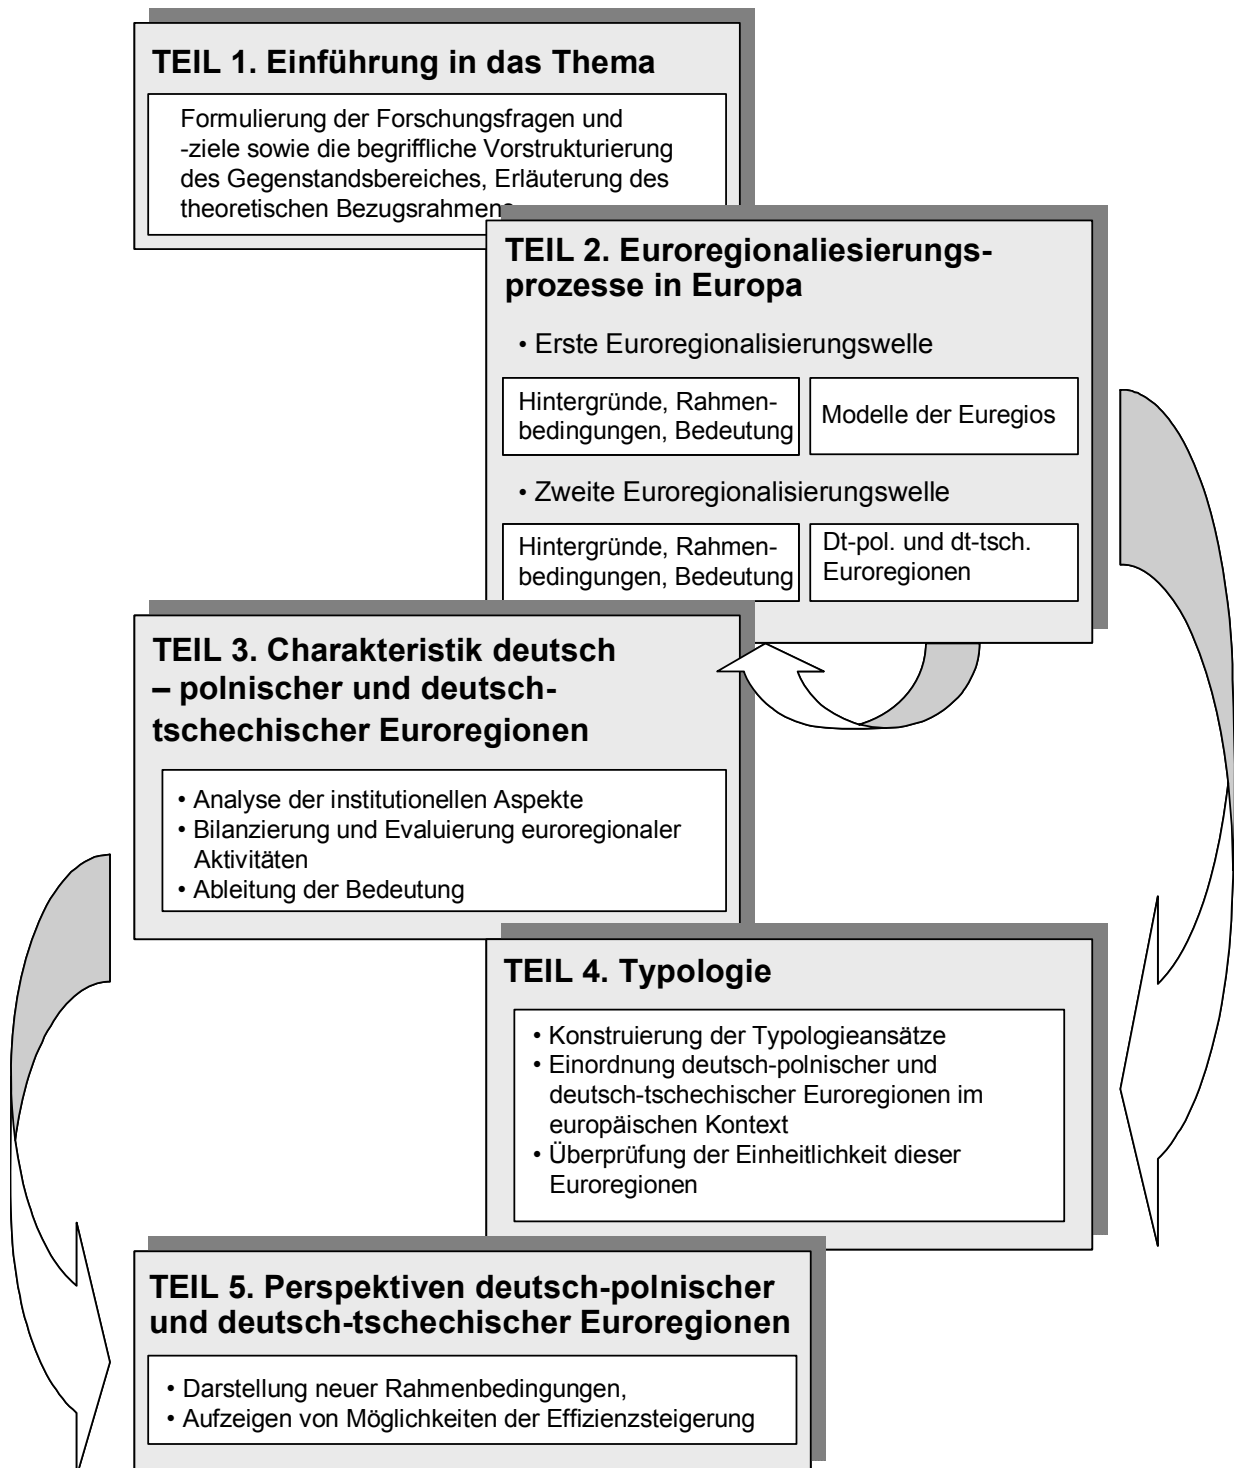 TEIL 1. Einführung in das Thema
Formulierung der Forschungsfragen und
-ziele sowie die begriffliche Vorstrukturierung
des Gegenstandsbereiches, Erläuterung des
theoretischen Bezugsrahmens
TEIL 2. Euroregionaliesierungs-
prozesse in Europa
• Erste Euroregionalisierungswelle
Hintergründe, Rahmen-
bedingungen, Bedeutung
Modelle der Euregios
• Zweite Euroregionalisierungswelle
Hintergründe, Rahmen-
bedingungen, Bedeutung
Dt-pol. und dt-tsch.
Euroregionen
TEIL 3. Charakteristik deutsch
– polnischer und deutsch-
tschechischer Euroregionen
• Analyse der institutionellen Aspekte
• Bilanzierung und Evaluierung euroregionaler
Aktivitäten
• Ableitung der Bedeutung
TEIL 4. Typologie
• Konstruierung der Typologieansätze
• Einordnung deutsch-polnischer und
deutsch-tschechischer Euroregionen im
europäischen Kontext
• Überprüfung der Einheitlichkeit dieser
Euroregionen
TEIL 5. Perspektiven deutsch-polnischer
und deutsch-tschechischer Euroregionen
• Darstellung neuer Rahmenbedingungen,
• Aufzeigen von Möglichkeiten der Effizienzsteigerung